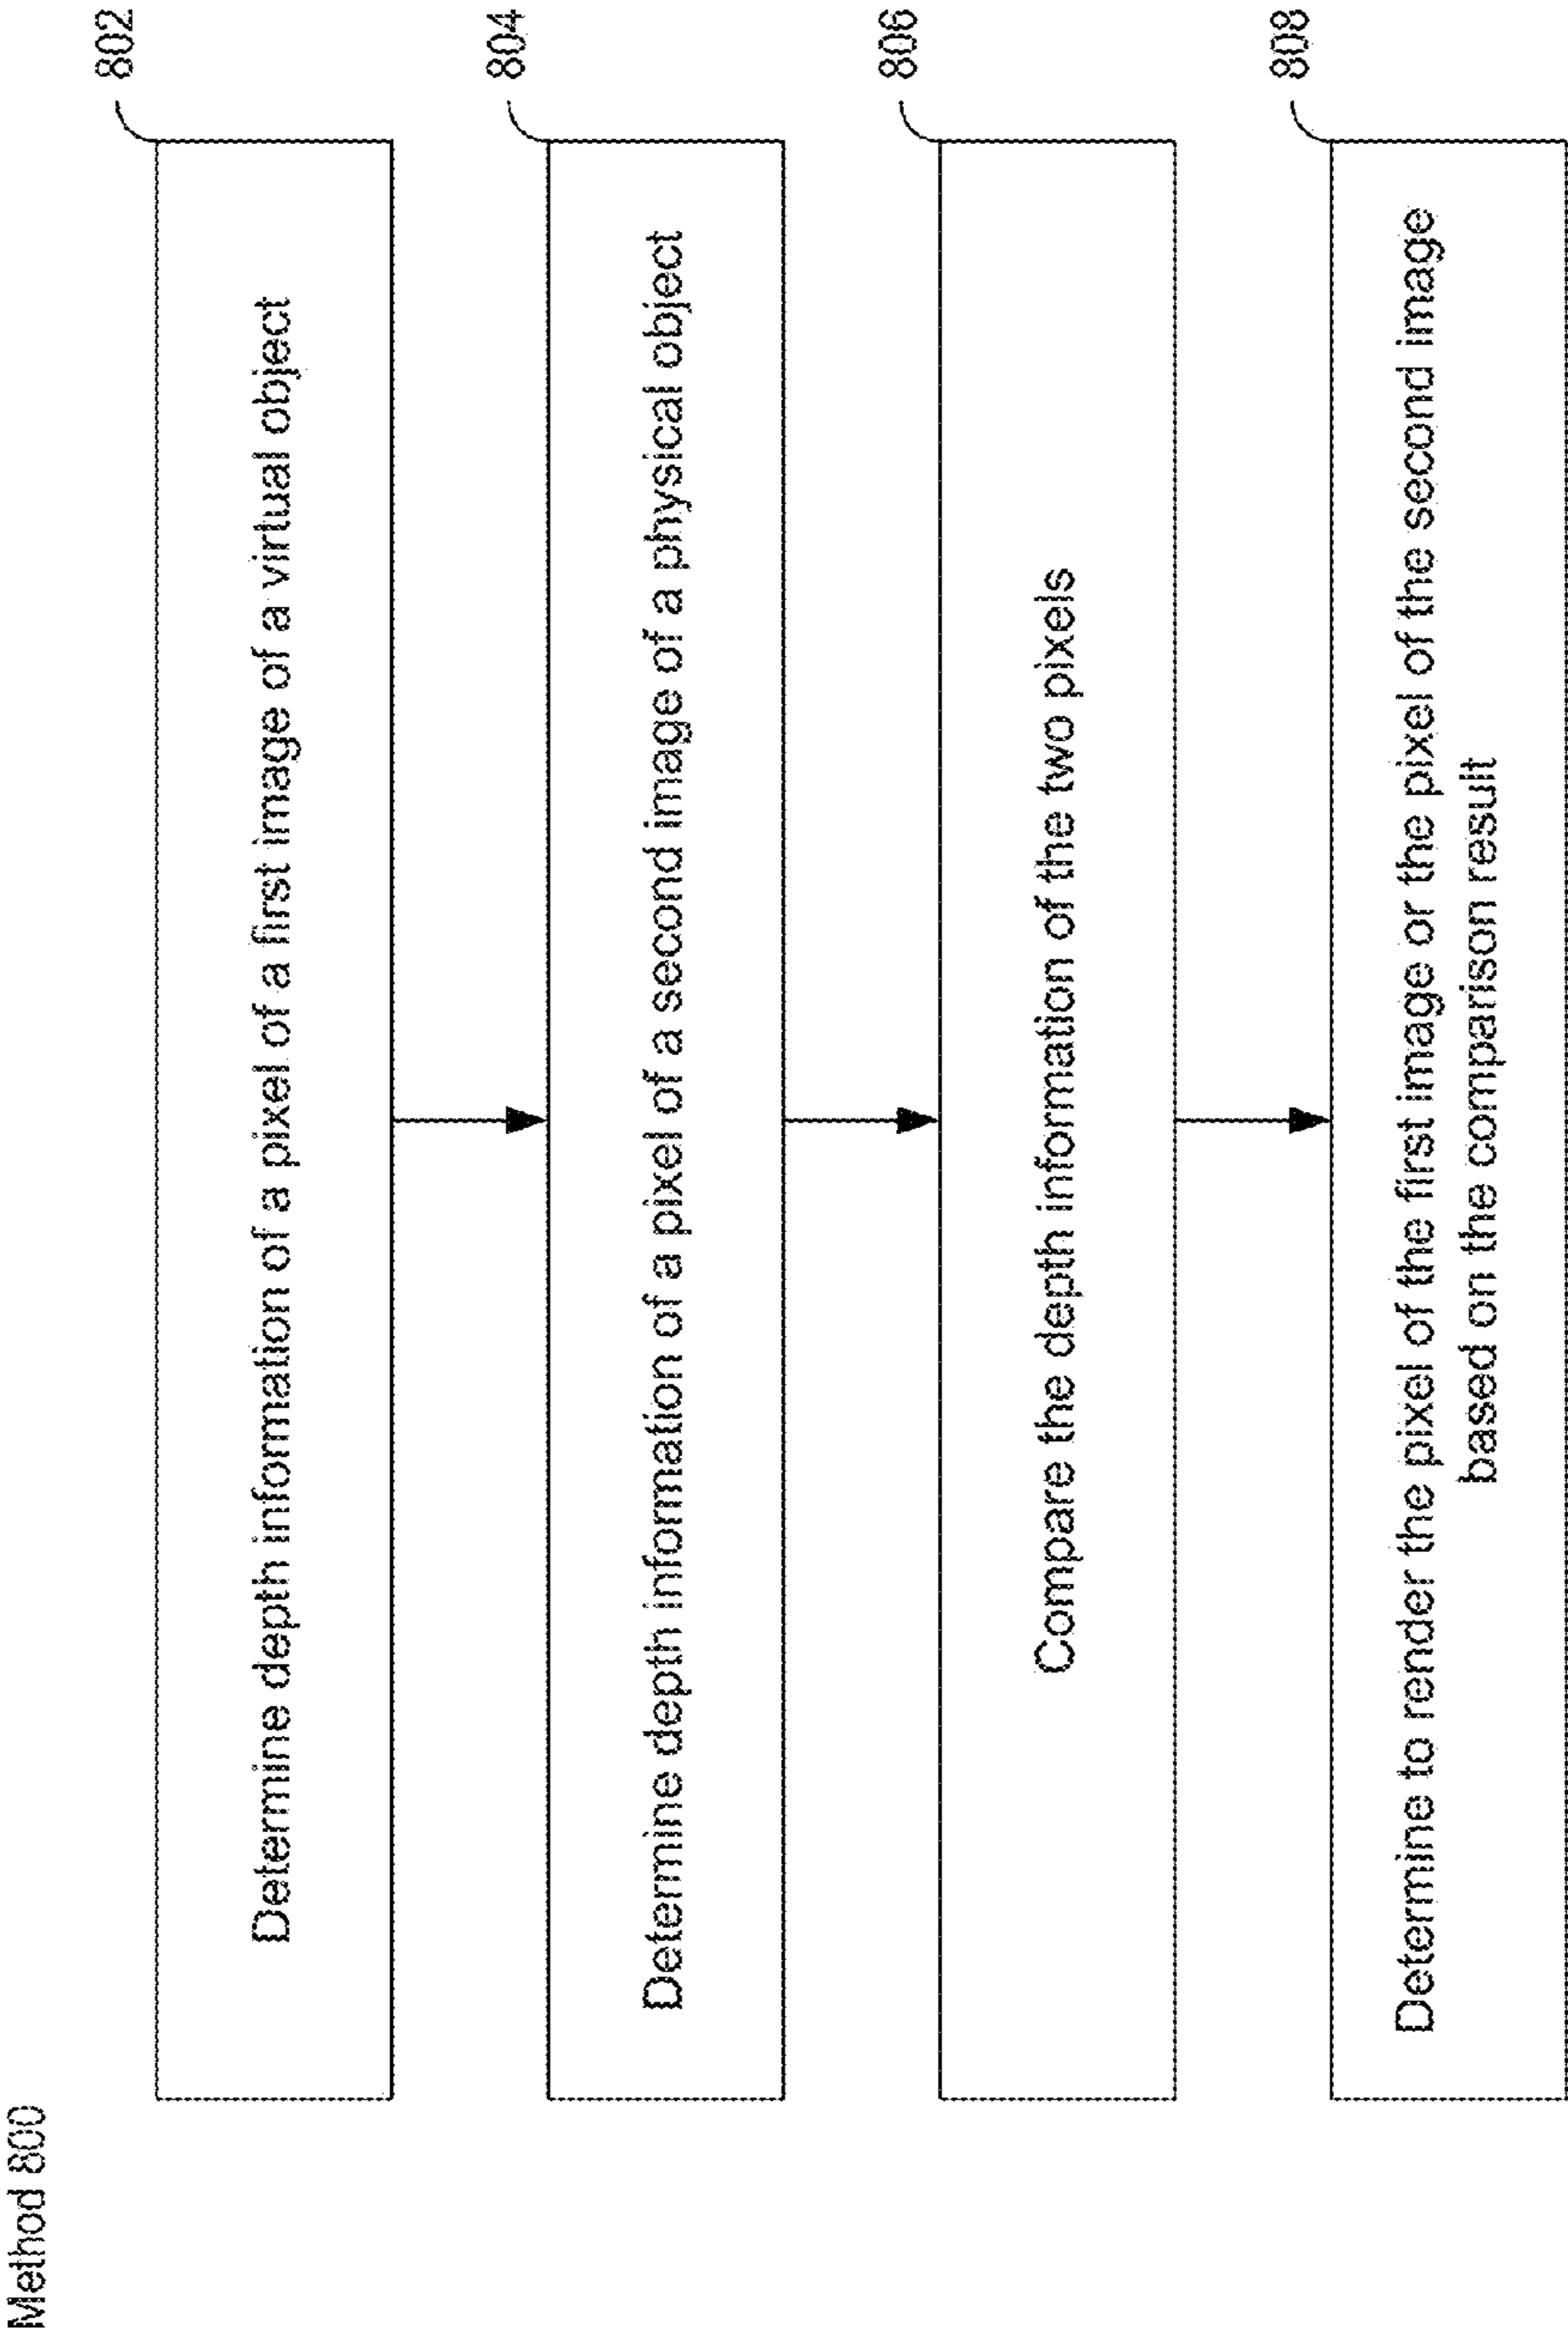 Method 800
802
Determine depth information of a pixel of a first image of a virtual object
804
Determine depth information of a pixel of a second image of a physical object
806
Compare the depth information of the two pixels
808
Determine to render the pixel of the first image or the pixel of the second image
based on the comparison result